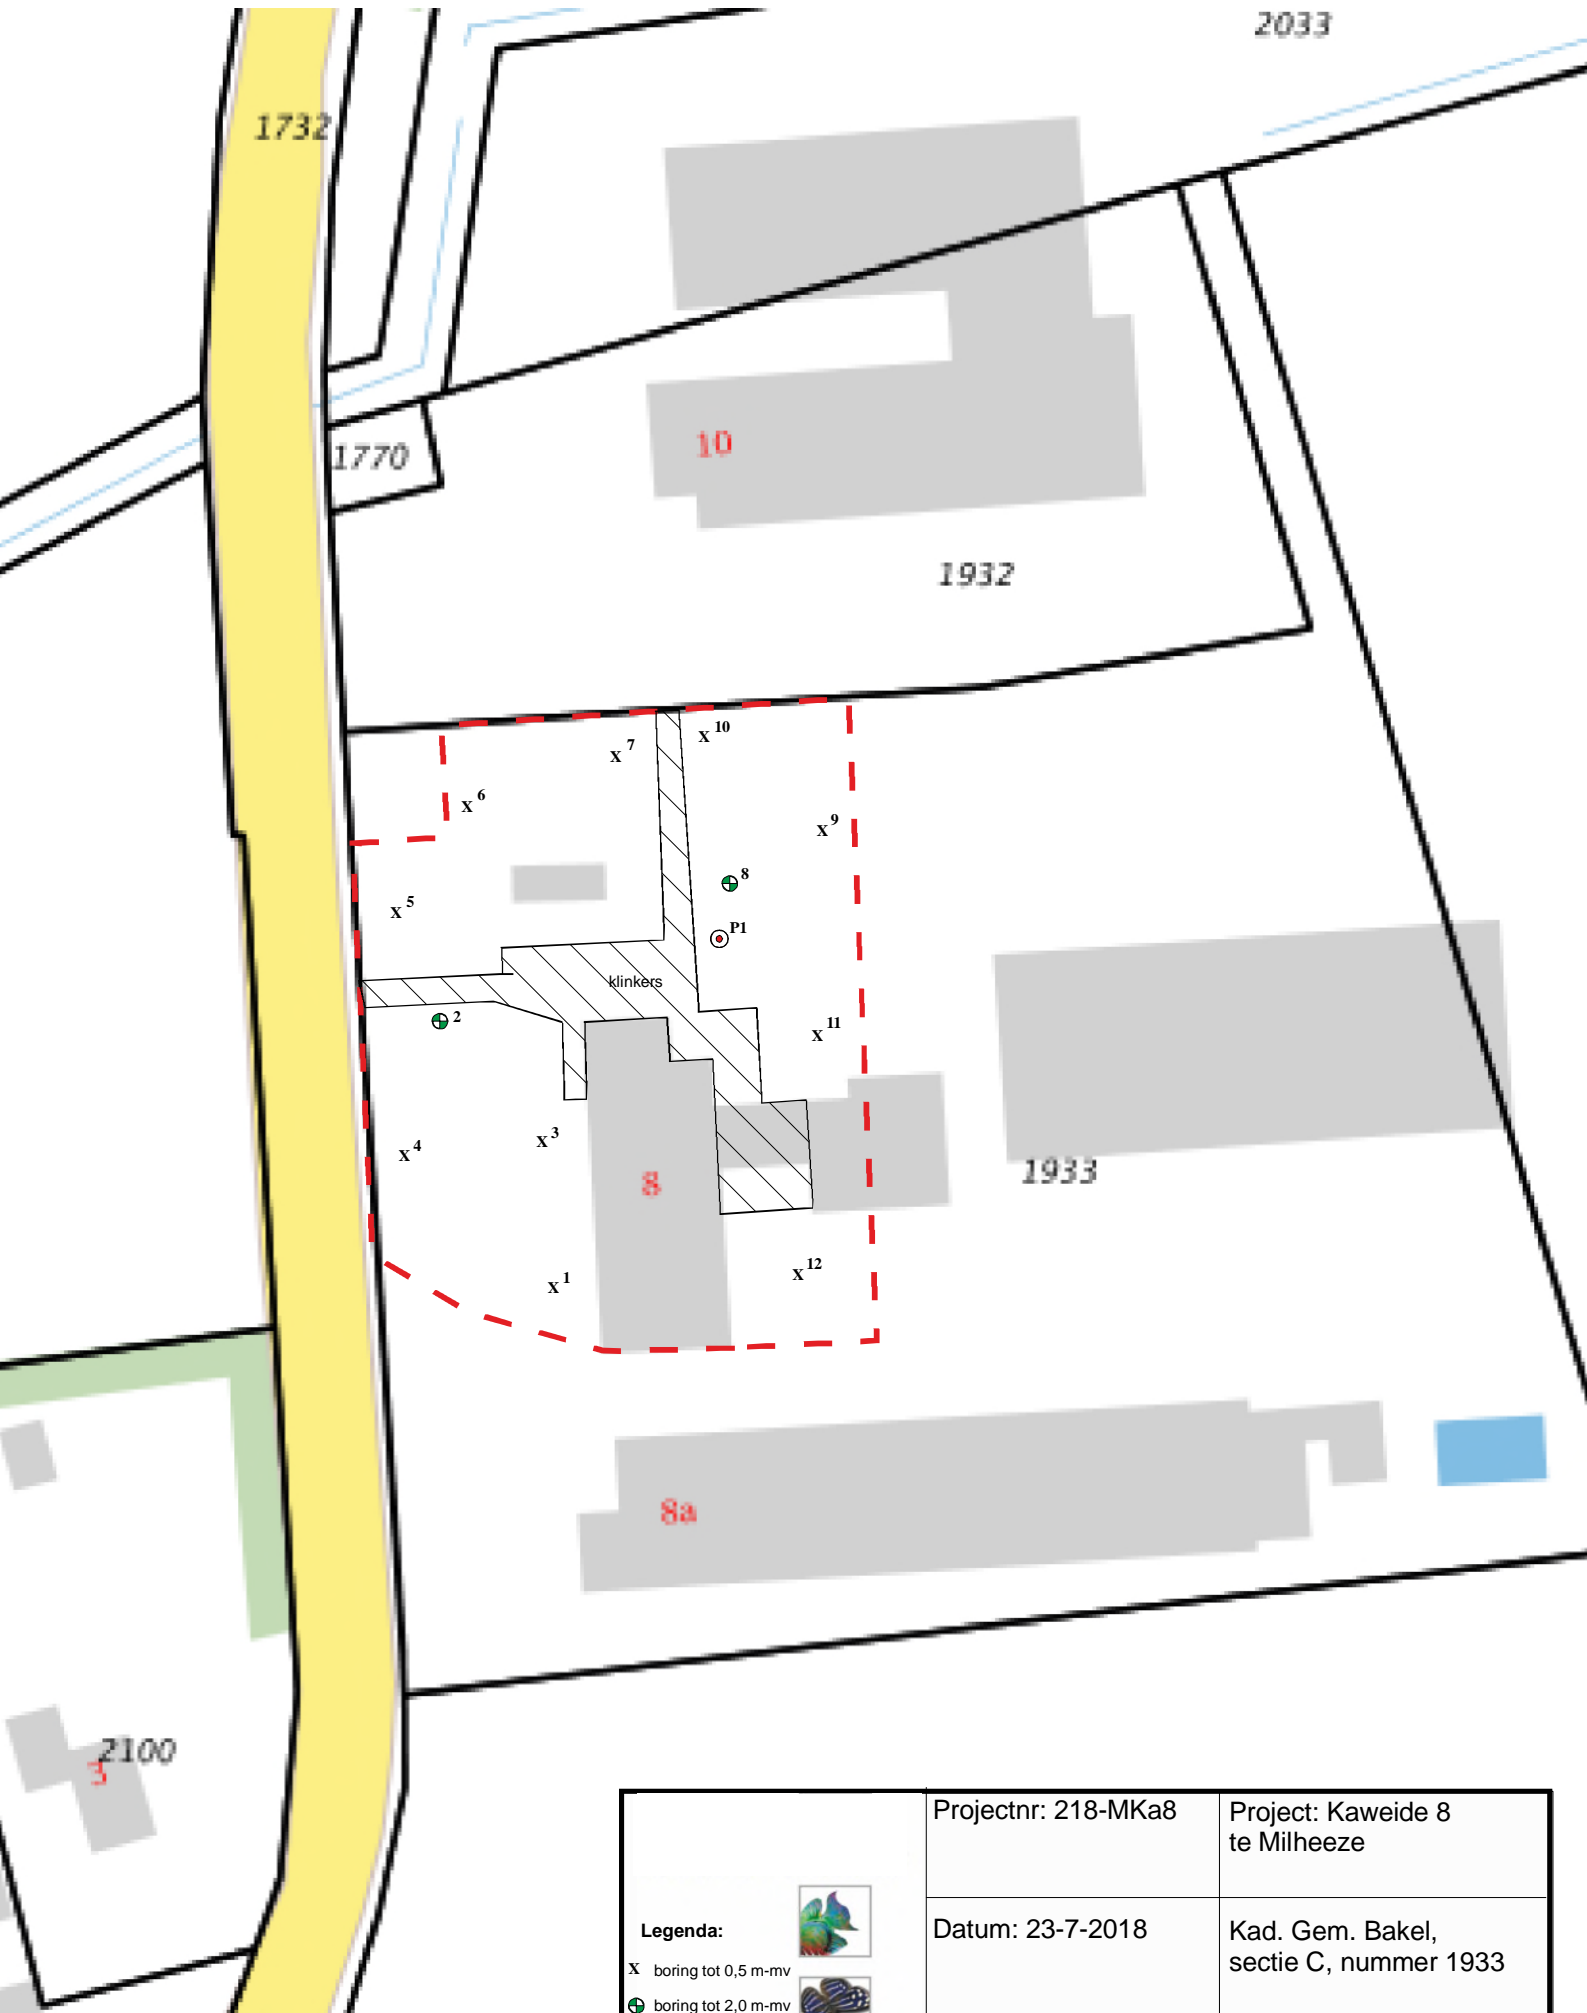 2033
1732
1770
10
1932
x 7
x 10
x 6
x 9
8
x 5
P1
klinkers
2
x 11
x 3
x 4
8
1933
x 12
x 1
8a
2100
3
Projectnr: 218-MKa8
Project: Kaweide 8
te Milheeze
Legenda:
Datum: 23-7-2018
Kad. Gem. Bakel,
sectie C, nummer 1933
x boring tot 0,5 m-mv
boring tot 2,0 m-mv